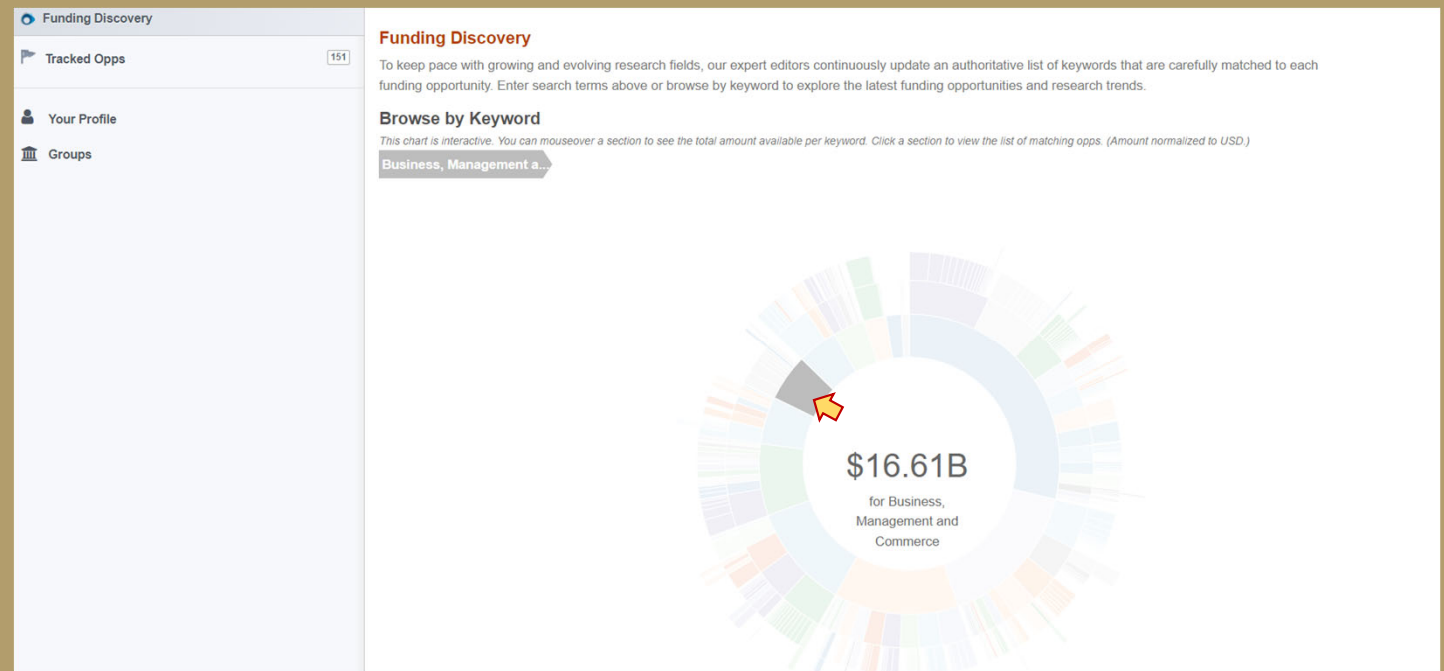 Funding Discovery
Tracked Opps
151
Your Profile
Groups
Funding Discovery
To keep pace with growing and evolving research fields, our expert editors continuously update an authoritative list of keywords that are carefully matched to each
funding opportunity. Enter search terms above or browse by keyword to explore the latest funding opportunities and research trends.
Browse by Keyword
This chart is interactive. You can mouseover a section to see the total amount available per keyword. Click a section to view the list of matching opps. (Amount normalized to USD.)
Business, Management a...
$16.61B
for Business,
Management and
Commerce